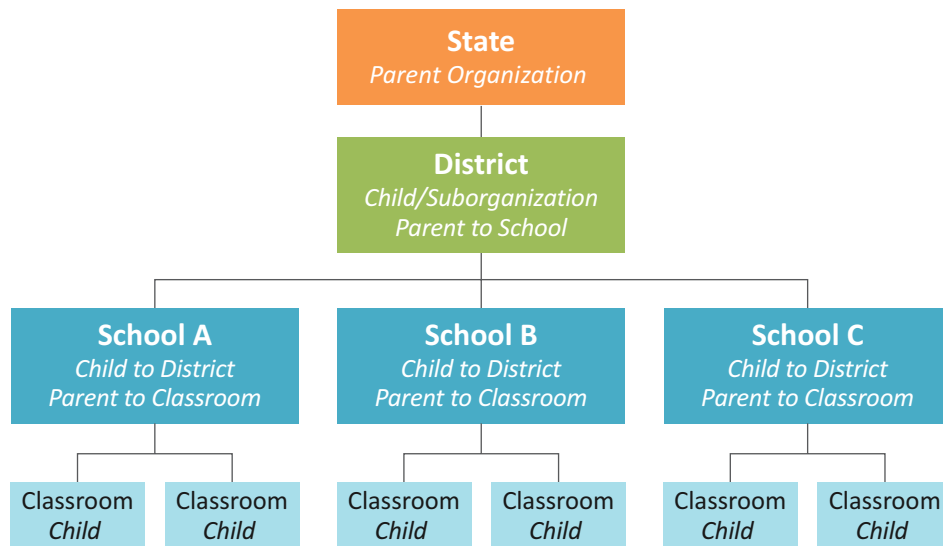 State
Parent Organization
District
Child/Suborganization
Parent to School
School A
Child to District
Parent to Classroom
School B
Child to District
Parent to Classroom
School C
Child to District
Parent to Classroom
Classroom
Child
Classroom
Child
Classroom
Child
Classroom
Child
Classroom
Child
Classroom
Child